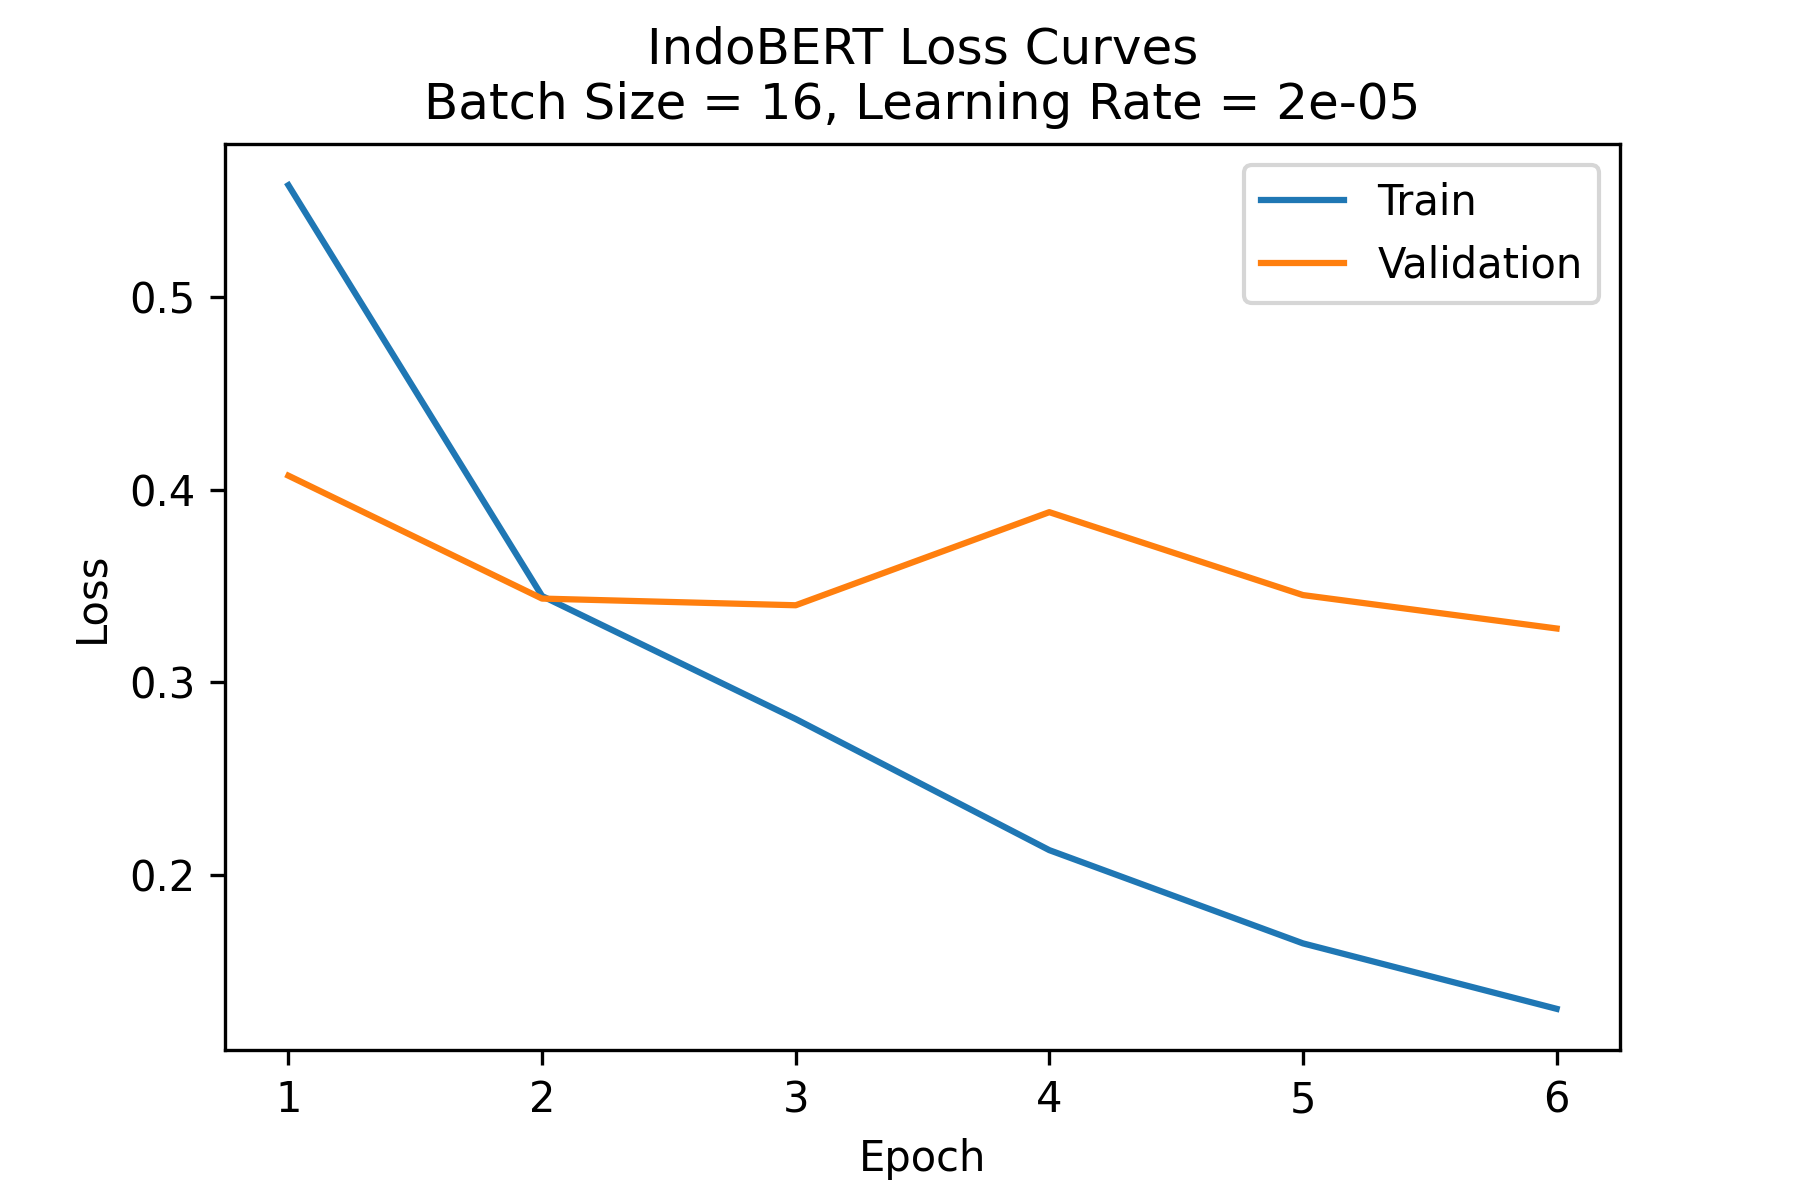 IndoBERT Loss Curves
Batch Size = 16, Learning Rate = 2e-05
Train
Validation
0.5
0.4
0.3
0.2
Loss
1 2 3 4 5 6
Epoch